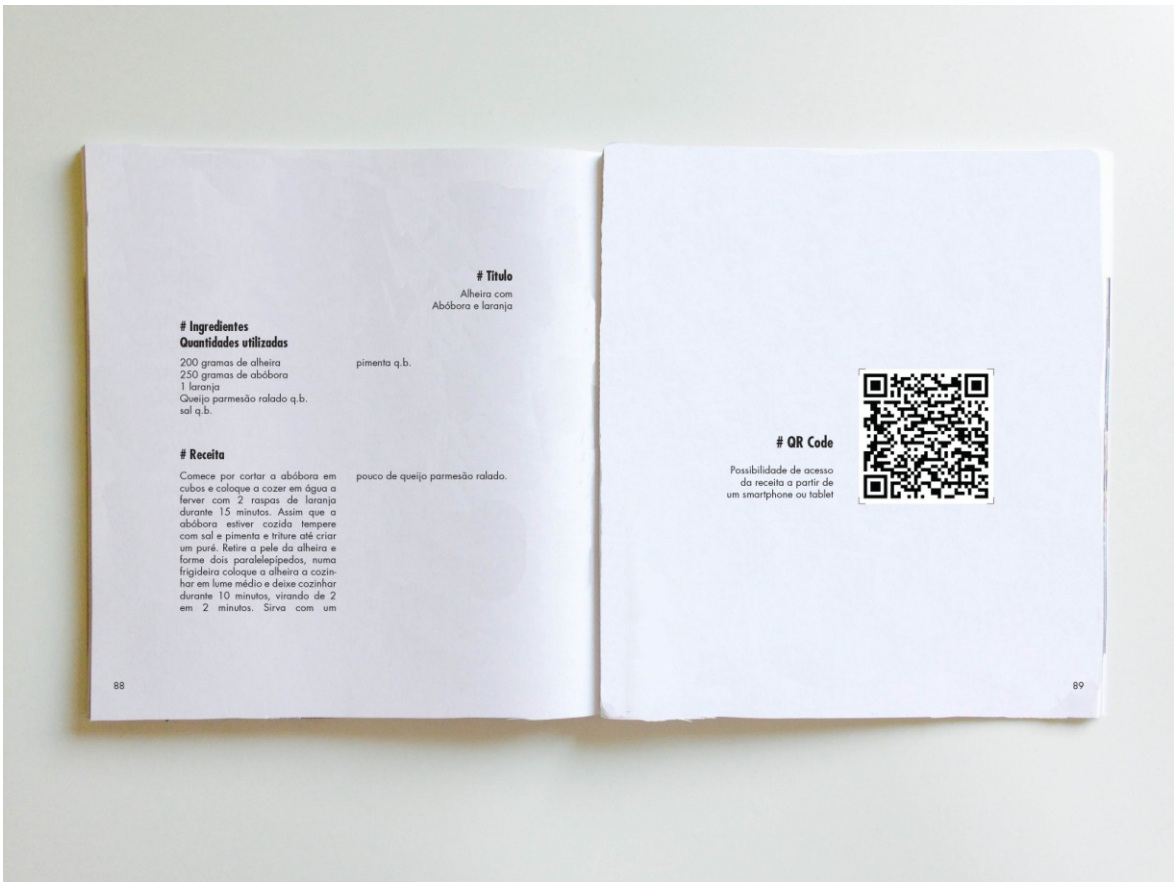 # Titulo
Alheira com
Abóbora e laranja
# Ingredientes
Quantidades utilizadas
200 gramas de alheira
250 gramas de abóbora
1 laranja
Queijo parmesão ralado q.b.
sal q.b.
pimenta q.b.
# Receita
Comece por cortar a abóbora em
cubos e coloque a cozer em água a
ferver com 2 raspas de laranja
durante 15 minutos. Assim que a
abóbora estiver cozida tempere
com sal e pimenta e triture até criar
um puré. Retire a pele da alheira e
forme dois paralelepípedos, numa
frigideira coloque a alheira a cozin-
har em lume médio e deixe cozinhar
durante 10 minutos, virando de 2
em 2 minutos. Sirva com um
pouco de queijo parmesão ralado.
88
# QR Code
Possibilidade de acesso
da receita a partir de
um smartphone ou tablet
89